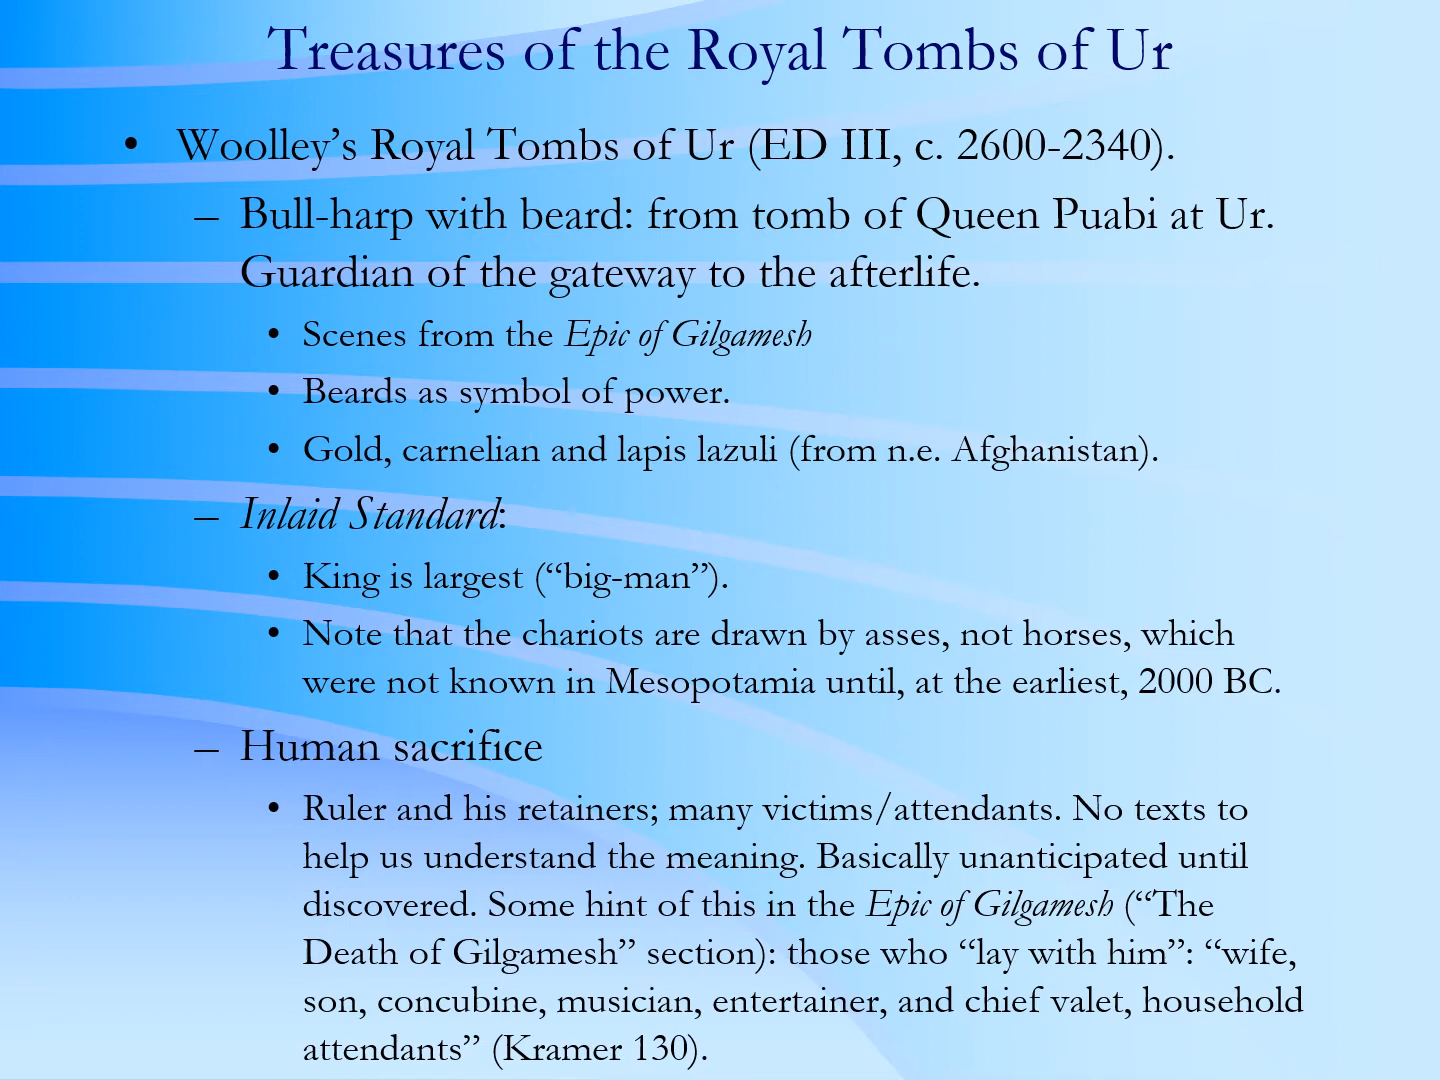 Treasures of the Royal Tombs of Ur
• Woolley’s Royal Tombs of Ur (ED III, c. 2600-2340).
– Bull-harp with beard: from tomb of Queen Puabi at Ur.
Guardian of the gateway to the afterlife.
• Scenes from the Epic of Gilgamesh
• Beards as symbol of power.
• Gold, carnelian and lapis lazuli (from n.e. Afghanistan).
– Inlaid Standard:
• King is largest (“big-man”).
• Note that the chariots are drawn by asses, not horses, which
were not known in Mesopotamia until, at the earliest, 2000 BC.
– Human sacrifice
• Ruler and his retainers; many victims/attendants. No texts to
help us understand the meaning. Basically unanticipated until
discovered. Some hint of this in the Epic of Gilgamesh (“The
Death of Gilgamesh” section): those who “lay with him”: “wife,
son, concubine, musician, entertainer, and chief valet, household
attendants” (Kramer 130).